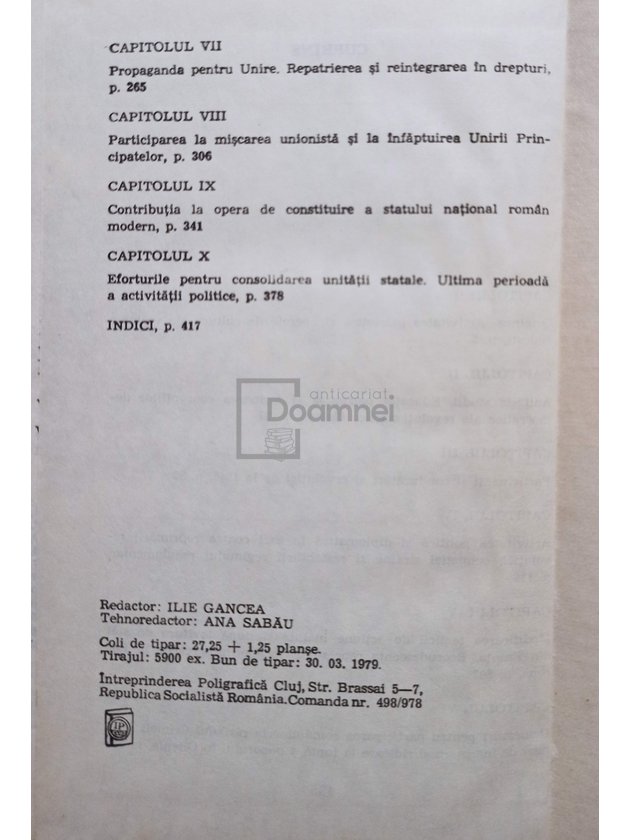 CAPITOLUL VII
Propaganda pentru Unire. Repatrierea și reintegrarea în drepturi,
p. 265
CAPITOLUL VIII
Participarea la mișcarea unionistă și la înfăptuirea Unirii Prin-
cipatelor, p. 306
CAPITOLUL IX
Contribuția la opera de constituire a statului național român
modern, p. 341
CAPITOLUL X
Eforturile pentru consolidarea unității statale. Ultima perioadă
a activității politice, p. 378
INDICI, p. 417
anticariat
Doamnei
Redactor: ILIE GANCEA
Tehnoredactor: ANA SABĂU
Coli de tipar: 27,25 + 1,25 planșe.
Tirajul: 5900 ex. Bun de tipar: 30. 03. 1979.
Întreprinderea Poligrafică Cluj, Str. Brassai 5—7,
Republica Socialistă România. Comanda nr. 498/978
IP